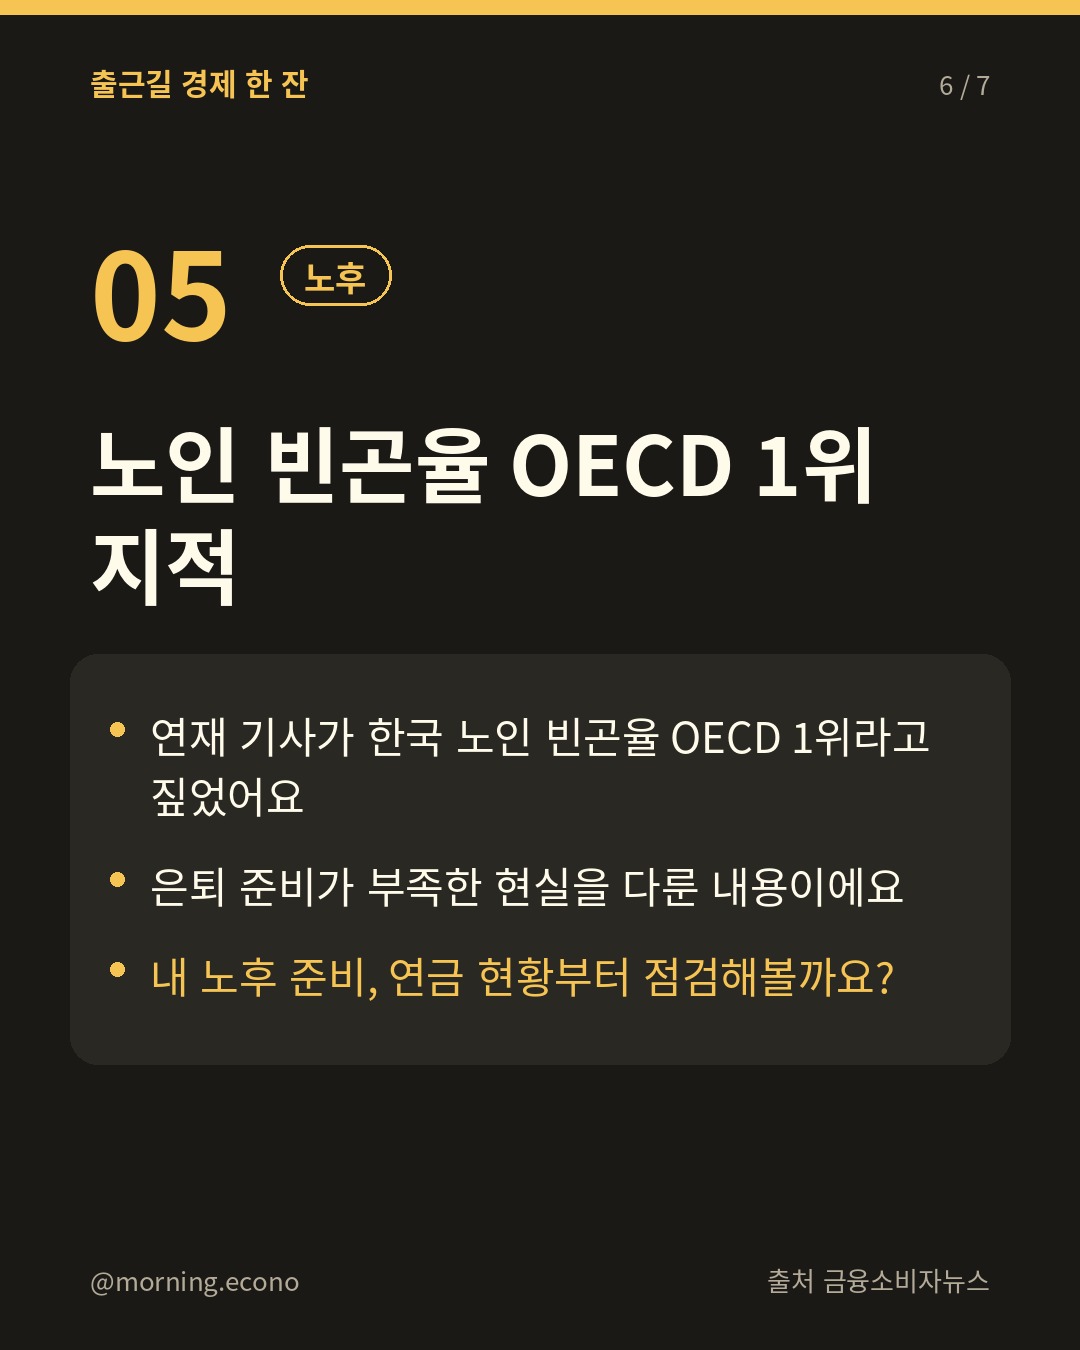 출근길 경제 한 잔
6 / 7
05
노후
노인 빈곤율 OECD 1위
지적
연재 기사가 한국 노인 빈곤율 OECD 1위라고
짚었어요
은퇴 준비가 부족한 현실을 다룬 내용이에요
내 노후 준비, 연금 현황부터 점검해볼까요?
@morning.econo
출처 금융소비자뉴스